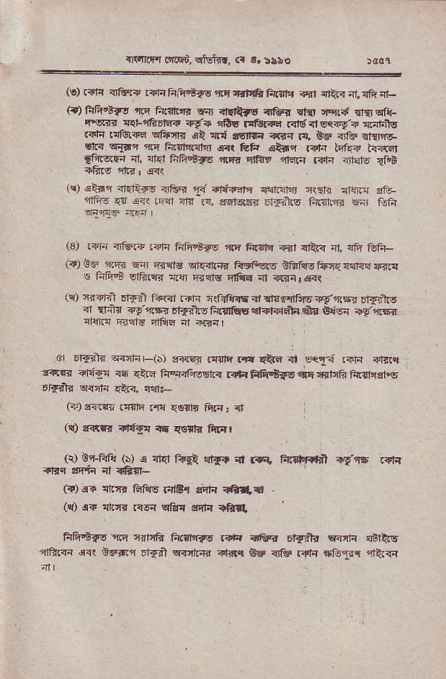 বাংলাদেশ গেজেট, অতিরিক্ত, মে ৪, ১৯৯৩ ১৫৫৭
(৩) কোন ব্যক্তিকে কোন নির্দিষ্টকৃত পদে সরাসরি নিয়োগ করা যাইবে না, যদি না—
(ক) নির্দিষ্টকৃত পদে নিয়োগের জন্য বাছাইকৃত ব্যক্তির স্বাস্থ্য সম্পর্কে স্বাস্থ্য অধি-
দপ্তরের মহা-পরিচালক কর্তৃক গঠিত মেডিকেল বোর্ড বা তৎকর্তৃক মনোনীত
কোন মেডিকেল অফিসার এই মর্মে প্রত্যয়ন করেন যে, উক্ত ব্যক্তি স্বাস্থ্যগত-
ভাবে অনুরূপ পদে নিয়োগযোগ্য এবং তিনি এইরূপ কোন দৈহিক বৈকল্যে
ভুগিতেছেন না, যাহা নির্দিষ্টকৃত পদের দায়িত্ব পালনে কোন ব্যাঘাত সৃষ্টি
করিতে পারে; এবং
(খ) এইরূপ বাছাইকৃত ব্যক্তির পূর্ব কার্যকলাপ যথাযোগ্য সংস্থার মাধ্যমে প্রতি-
পাদিত হয় এবং দেখা যায় যে, প্রজাতন্ত্রের চাকুরীতে নিয়োগের জন্য তিনি
অনুপযুক্ত নহেন।
(৪) কোন ব্যক্তিকে কোন নির্দিষ্টকৃত পদে নিয়োগ করা যাইবে না, যদি তিনি—
(ক) উক্ত পদের জন্য দরখাস্ত আহবানের বিজ্ঞপ্তিতে উল্লিখিত ফিসহ যথাযথ ফরমে
ও নির্দিষ্ট তারিখের মধ্যে দরখাস্ত দাখিল না করেন; এবং
(খ) সরকারী চাকুরী কিংবা কোন সংবিধিবদ্ধ বা স্বায়ত্বশাসিত কর্তৃপক্ষের চাকুরীতে
বা স্থানীয় কর্তৃপক্ষের চাকুরীতে নিয়োজিত থাকাকালীন স্বীয় ঊর্ধতন কর্তৃপক্ষের
মাধ্যমে দরখাস্ত দাখিল না করেন।
৫। চাকুরীর অবসান।—(১) প্রকল্পের মেয়াদ শেষ হইলে বা তৎপূর্ব কোন কারণে
প্রকল্পের কার্যক্রম বন্ধ হইলে নিম্নবর্ণিতভাবে কোন নির্দিষ্টকৃত পদে সরাসরি নিয়োগপ্রাপ্ত
চাকুরীর অবসান হইবে, যথাঃ—
(ক) প্রকল্পের মেয়াদ শেষ হওয়ার দিনে; বা
(খ) প্রকল্পের কার্যক্রম বন্ধ হওয়ার দিনে।
(২) উপ-বিধি (১) এ যাহা কিছুই থাকুক না কেন, নিয়োগকারী কর্তৃপক্ষ কোন
কারণ প্রদর্শন না করিয়া—
(ক) এক মাসের লিখিত নোটিশ প্রদান করিয়া, বা
(খ) এক মাসের বেতন অগ্রিম প্রদান করিয়া,
নির্দিষ্টকৃত পদে সরাসরি নিয়োগকৃত কোন ব্যক্তির চাকুরীর অবসান ঘটাইতে
পারিবেন এবং উক্তরূপে চাকুরী অবসানের কারণে উক্ত ব্যক্তি কোন ক্ষতিপূরণ পাইবেন
না।